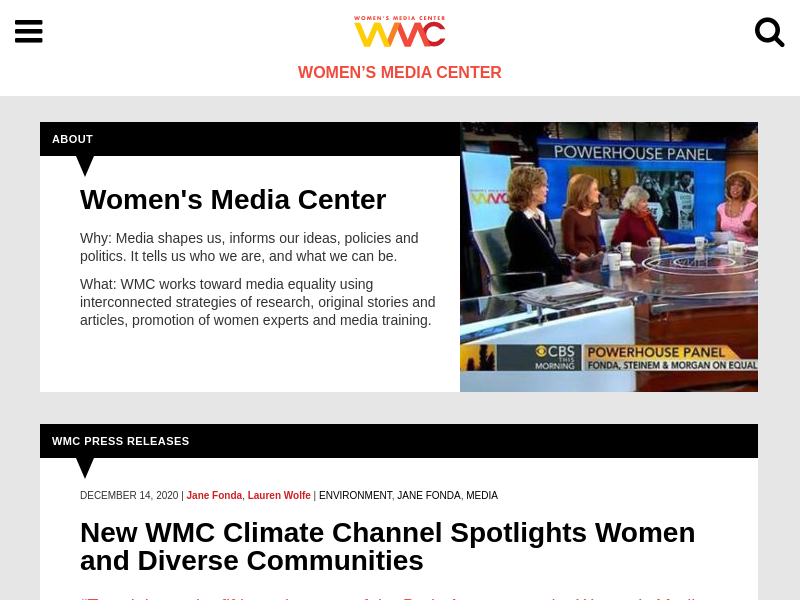 WOMEN'S MEDIA CENTER
WMC
WOMEN'S MEDIA CENTER
ABOUT
Women's Media Center
Why: Media shapes us, informs our ideas, policies and
politics. It tells us who we are, and what we can be.
What: WMC works toward media equality using
interconnected strategies of research, original stories and
articles, promotion of women experts and media training.
POWERHOUSE PANEL
WMC
CBS
THIS
MORNING
POWERHOUSE PANEL
FONDA, STEINEM & MORGAN ON EQUAL
WMC PRESS RELEASES
DECEMBER 14, 2020 | Jane Fonda, Lauren Wolfe | ENVIRONMENT, JANE FONDA, MEDIA
New WMC Climate Channel Spotlights Women
and Diverse Communities